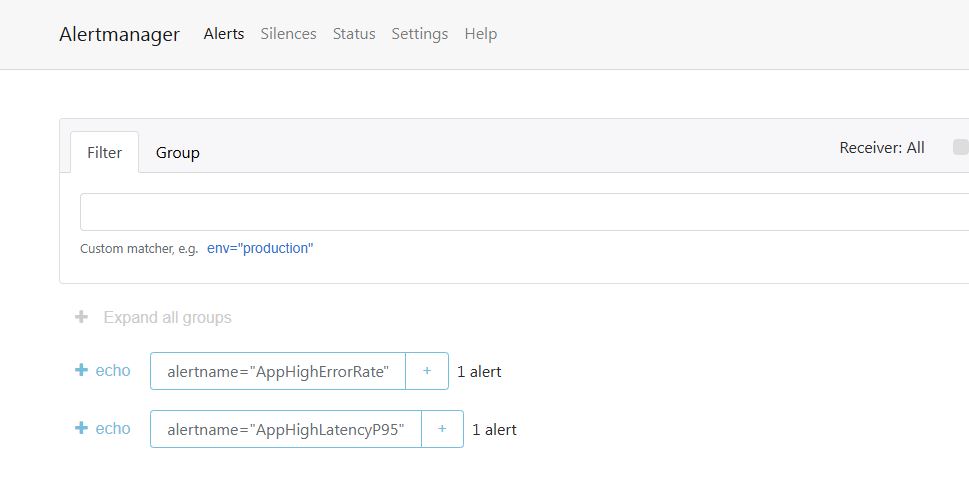 Alertmanager Alerts Silences Status Settings Help
Filter Group Receiver: All
Custom matcher, e.g. env="production"
+ Expand all groups
+ echo alertname="AppHighErrorRate" + 1 alert
+ echo alertname="AppHighLatencyP95" + 1 alert